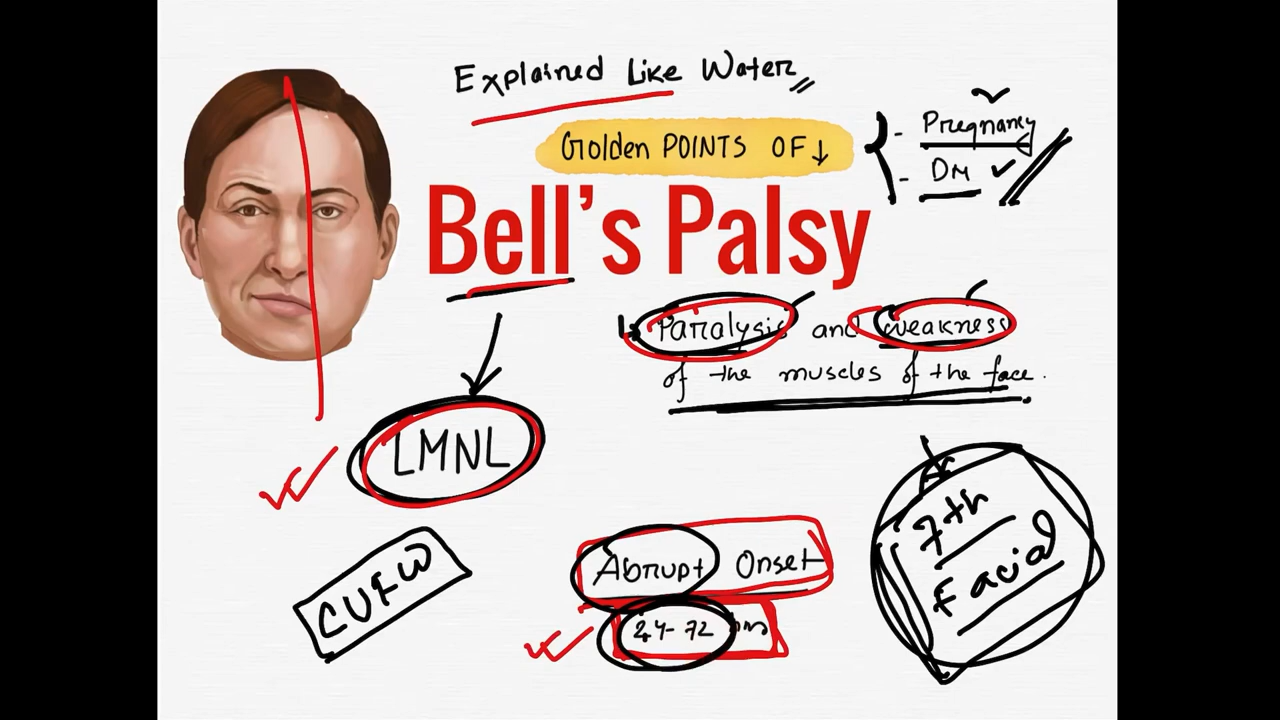 Explained Like Water
Golden POINTS OF ↓
- Pregnancy
- DM
Bell's Palsy
Paralysis and weakness
of the muscles of the face.
LMNL
7th
Facial
Abrupt Onset
24-72